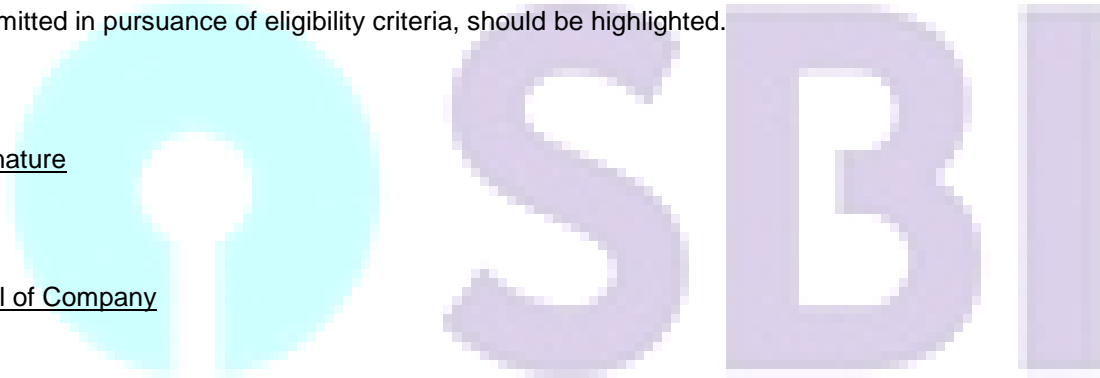 mitted in pursuance of eligibility criteria, should be highlighted.
nature
l of Company
SBI